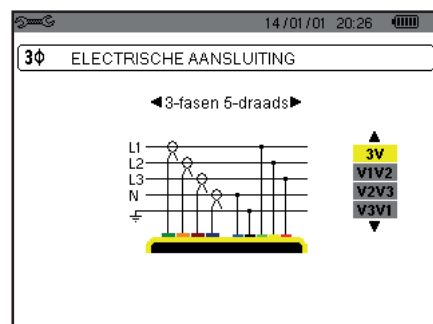 14/01/01 20:26
3ϕ ELECTRISCHE AANSLUITING
◄3-fasen 5-draads►
L1
L2
L3
N
3V
V1V2
V2V3
V3V1